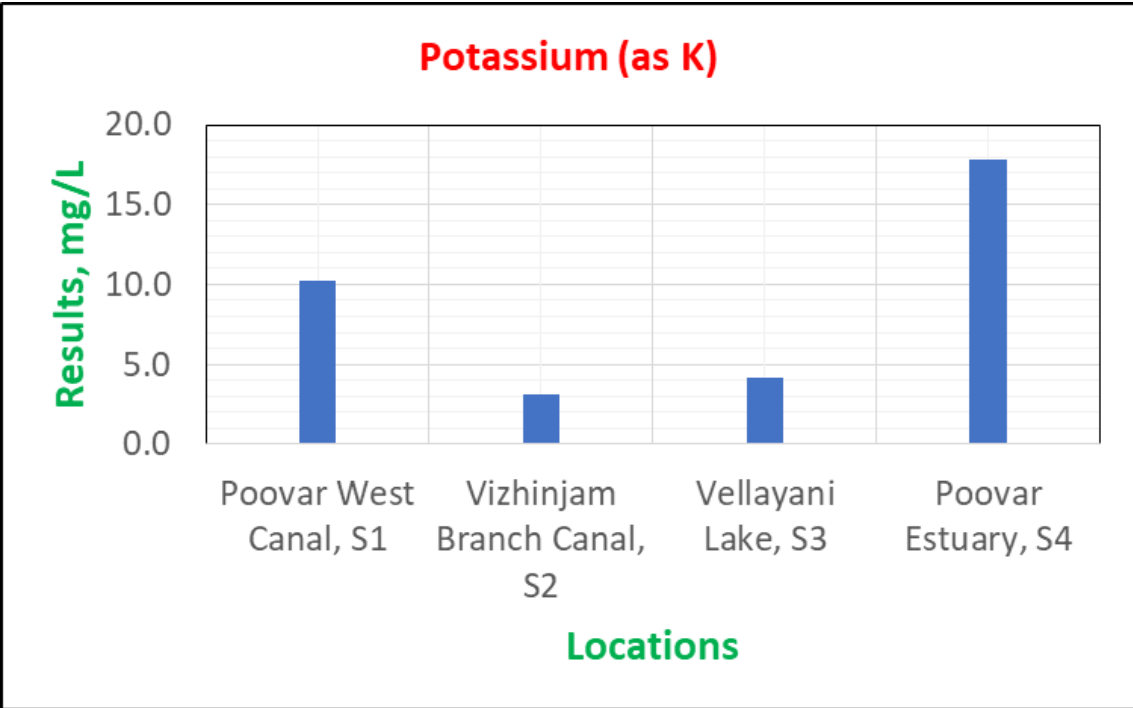 Potassium (as K)
Results, mg/L
20.0
15.0
10.0
5.0
0.0
Poovar West
Canal, S1
Vizhinjam
Branch Canal,
S2
Vellayani
Lake, S3
Poovar
Estuary, S4
Locations